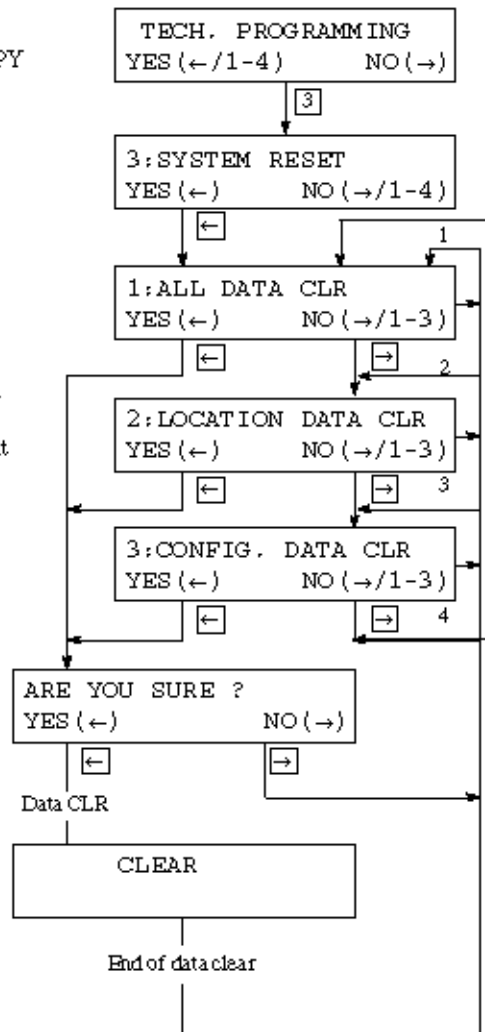 PY
TECH. PROGRAMMING
YES(←/1-4) NO(→)
3
3:SYSTEM RESET
YES(←) NO(→/1-4)
←
1
1:ALL DATA CLR
YES(←) NO(→/1-3)
← →
2
2:LOCATION DATA CLR
YES(←) NO(→/1-3)
← → 3
3:CONFIG. DATA CLR
YES(←) NO(→/1-3)
← → 4
ARE YOU SURE ?
YES(←) NO(→)
← →
Data CLR
CLEAR
End of data clear